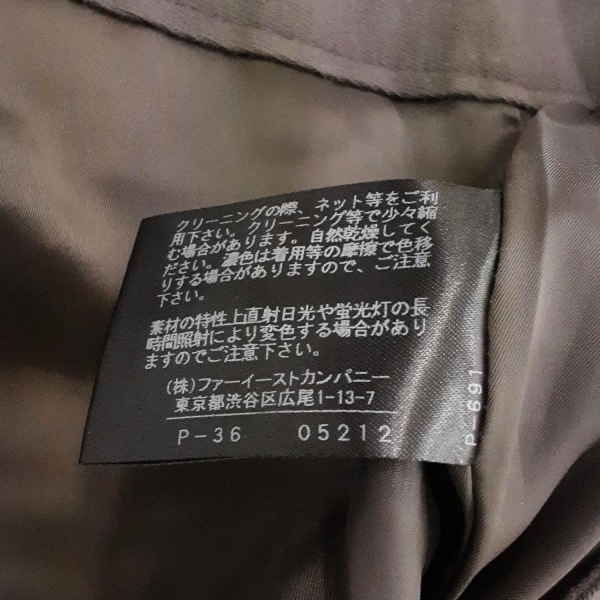 クリーニングの際、ネット等をご利
用下さい。クリーニング等で少々縮
む場合があります。自然乾燥してく
ださい。濃色は着用等の摩擦で色移
りする場合がありますので、ご注意
下さい。
素材の特性上直射日光や蛍光灯の長
時間照射により変色する場合があり
ますのでご注意下さい。
(株)ファーイーストカンパニー
東京都渋谷区広尾1-13-7
P-36 05212
P-691